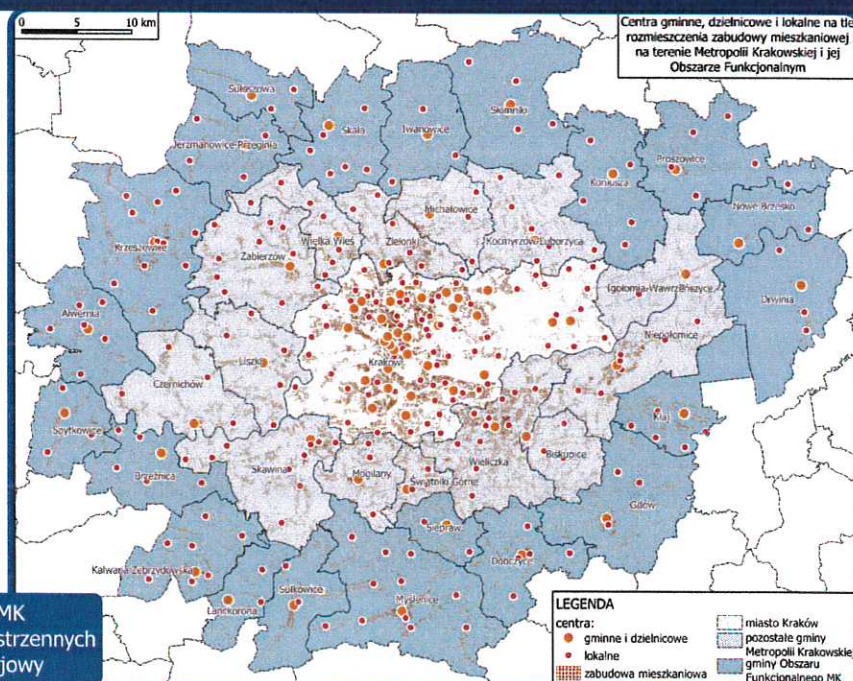 0 5 10 km
Centra gminne, dzielnicowe i lokalne na tle
rozmieszczenia zabudowy mieszkaniowej
na terenie Metropolii Krakowskiej i jej
Obszarze Funkcjonalnym
Sułoszowa
Skała
Iwanowice
Słomniki
Jerzmanowice-Przeginia
Proszowice
Koniusza
Michałowice
Nowe Brzesko
Krzeszowice
Wielka Wieś
Zielonki
Kocmyrzów-Luborzyca
Zabierzów
Igołomia-Wawrzeńczyce
Drwinia
Alwernia
Niepołomice
Liszki
Kraków
Czernichów
Spytkowice
Kłaj
Biskupice
Wieliczka
Skawina
Mogilany
Świątniki Górne
Brzeźnica
Gdów
Siepraw
Dobczyce
Kalwaria Zebrzydowska
Lanckorona
Sułkowice
Myślenice
MK
strzennych
jowy
LEGENDA
centra:
gminne i dzielnicowe
lokalne
zabudowa mieszkaniowa
miasto Kraków
pozostałe gminy
Metropolii Krakowskiej
gminy Obszaru
Funkcjonalnego MK